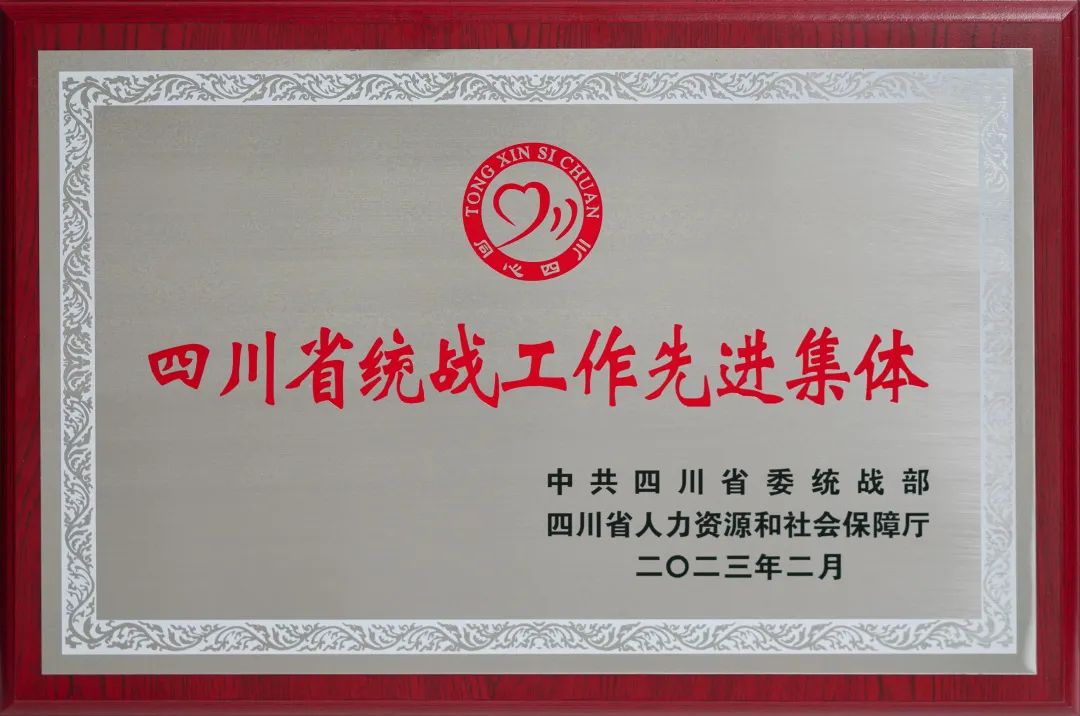 TONG XIN SI CHUAN
同心四川
四川省统战工作先进集体
中共四川省委统战部
四川省人力资源和社会保障厅
二〇二三年二月